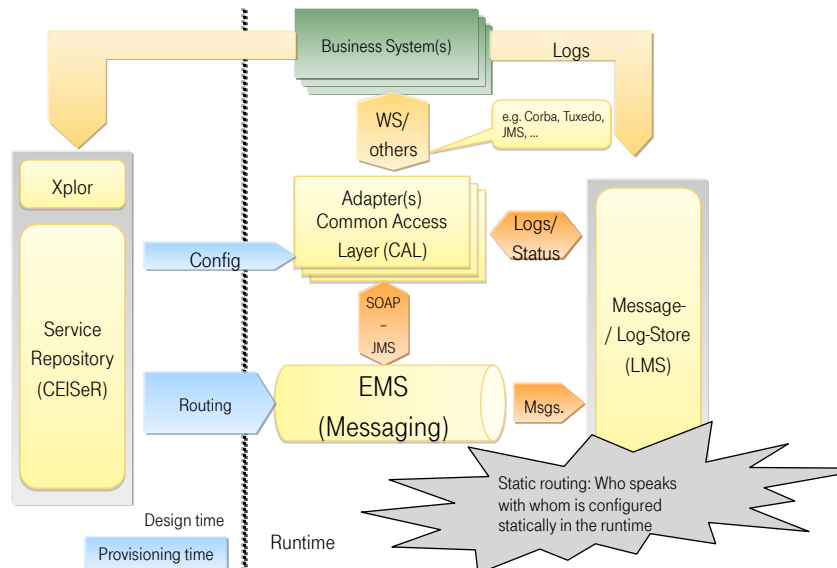 Business System(s)
Logs
WS/
others
e.g. Corba, Tuxedo,
JMS, ...
Xplor
Adapter(s)
Common Access
Layer (CAL)
Logs/
Status
Config
Service
Repository
(CEISeR)
SOAP
–
JMS
Message-
/ Log-Store
(LMS)
Routing
EMS
(Messaging)
Msgs.
Static routing: Who speaks
with whom is configured
statically in the runtime
Design time
Provisioning time
Runtime